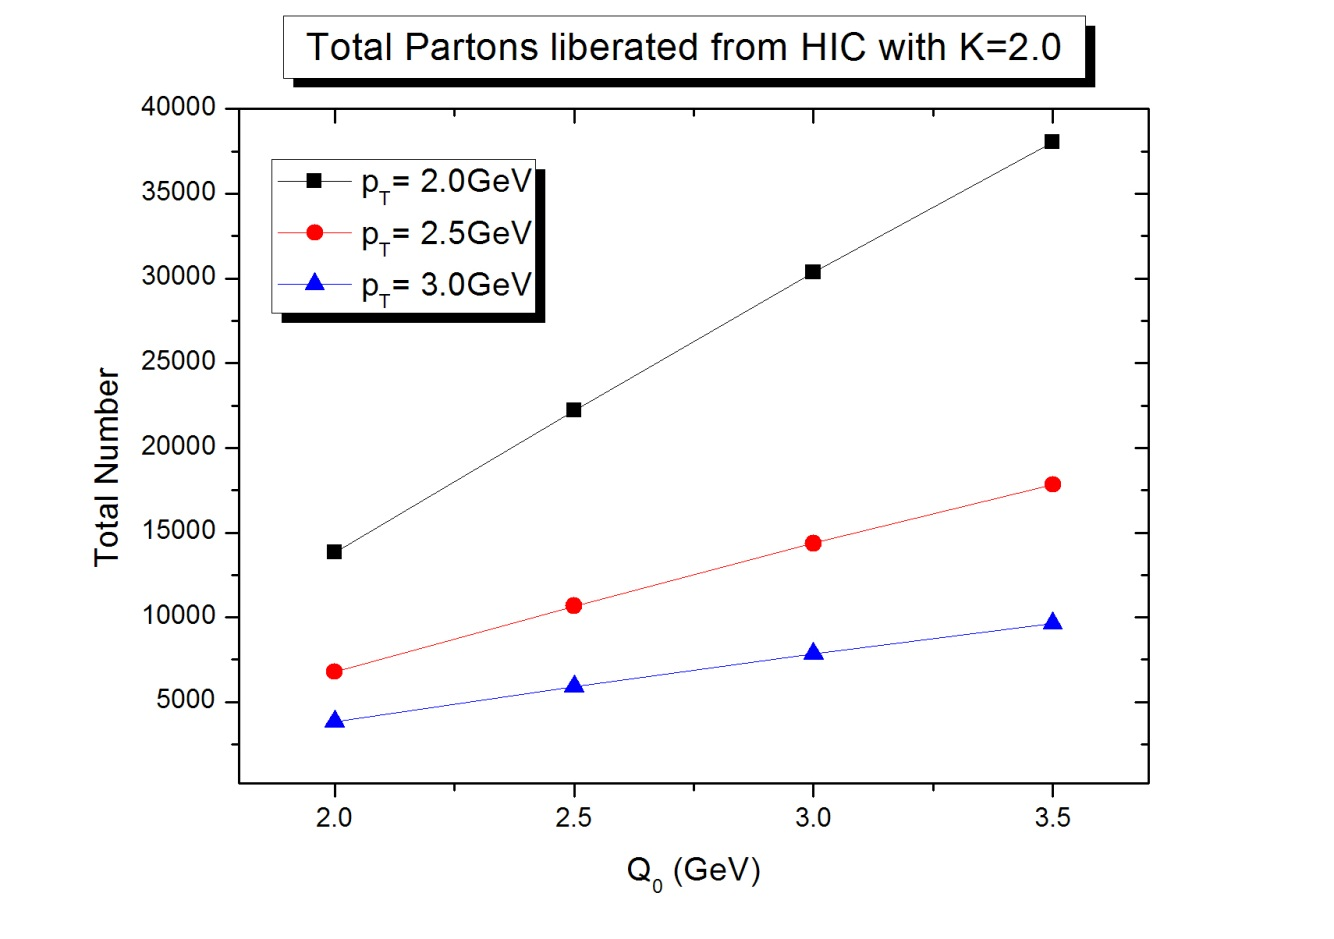 Total Partons liberated from HIC with K=2.0
40000
35000
30000
25000
20000
15000
10000
5000
Total Number
pT= 2.0GeV
pT= 2.5GeV
pT= 3.0GeV
2.0 2.5 3.0 3.5
Q0 (GeV)